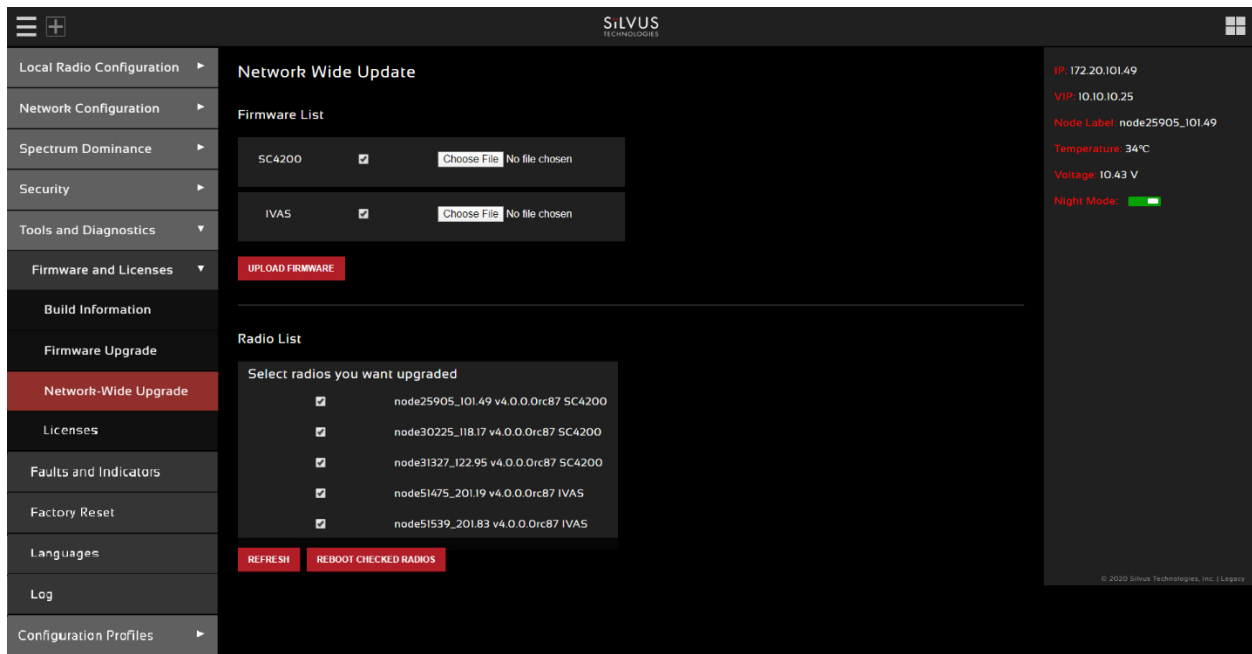 SiLVUS
TECHNOLOGIES
Local Radio Configuration
Network Configuration
Spectrum Dominance
Security
Tools and Diagnostics
Firmware and Licenses
Build Information
Firmware Upgrade
Network-Wide Upgrade
Licenses
Faults and Indicators
Factory Reset
Languages
Log
Configuration Profiles
Network Wide Update
Firmware List
SC4200 Choose File No file chosen
IVAS Choose File No file chosen
UPLOAD FIRMWARE
Radio List
Select radios you want upgraded
node25905_101.49 v4.0.0.0rc87 SC4200
node30225_118.17 v4.0.0.0rc87 SC4200
node31327_122.95 v4.0.0.0rc87 SC4200
node51475_201.19 v4.0.0.0rc87 IVAS
node51539_201.83 v4.0.0.0rc87 IVAS
REFRESH REBOOT CHECKED RADIOS
IP: 172.20.101.49
VIP: 10.10.10.25
Node Label: node25905_101.49
Temperature: 34°C
Voltage: 10.43 V
Night Mode:
© 2020 Silvus Technologies, Inc. | Legacy